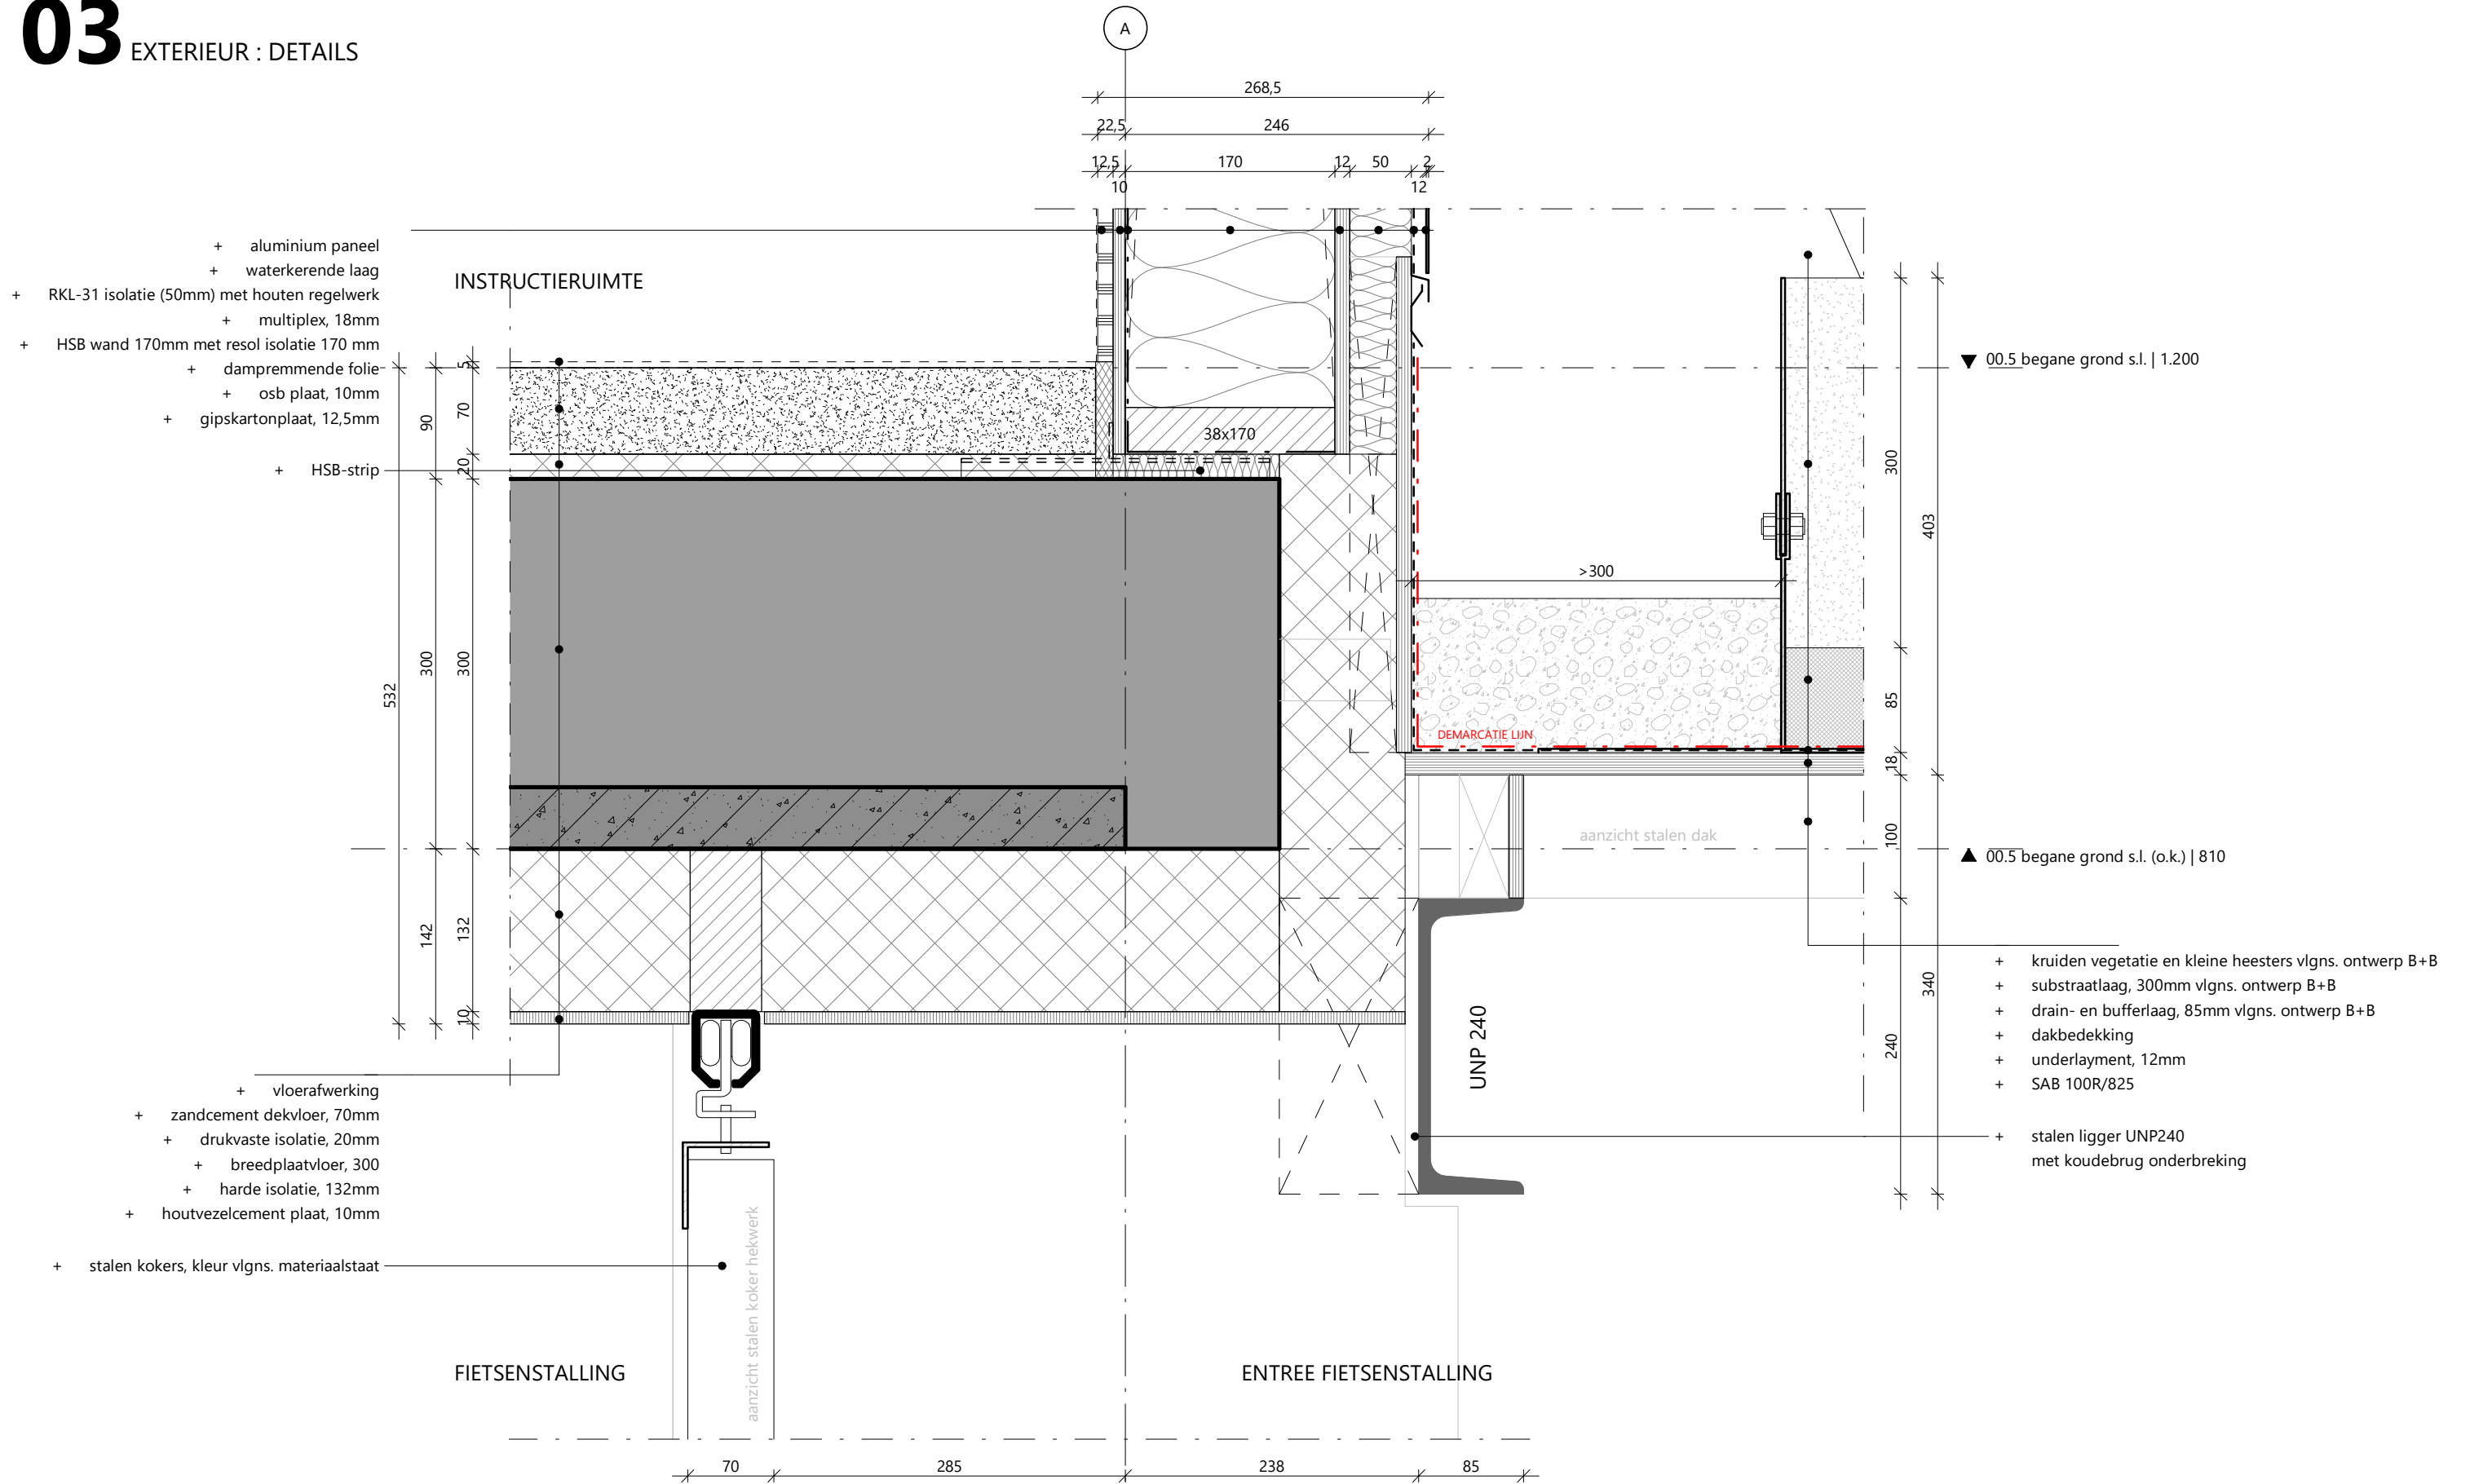 03 EXTERIEUR : DETAILS
A
268,5
22,5 246
12,5 170 12 50 2
10 12
+ aluminium paneel
+ waterkerende laag
+ RKL-31 isolatie (50mm) met houten regelwerk
+ multiplex, 18mm
+ HSB wand 170mm met resol isolatie 170 mm
+ dampremmende folie
+ osb plaat, 10mm
+ gipskartonplaat, 12,5mm
+ HSB-strip
INSTRUCTIERUIMTE
532
90
300
142
5
70
20
300
132
10
38x170
>300
DEMARCATIE LIJN
aanzicht stalen dak
UNP 240
300
85
18
100
240
403
340
00.5 begane grond s.l. | 1.200
00.5 begane grond s.l. (o.k.) | 810
+ kruiden vegetatie en kleine heesters vlgns. ontwerp B+B
+ substraatlaag, 300mm vlgns. ontwerp B+B
+ drain- en bufferlaag, 85mm vlgns. ontwerp B+B
+ dakbedekking
+ underlayment, 12mm
+ SAB 100R/825
+ stalen ligger UNP240
met koudebrug onderbreking
+ vloerafwerking
+ zandcement dekvloer, 70mm
+ drukvaste isolatie, 20mm
+ breedplaatvloer, 300
+ harde isolatie, 132mm
+ houtvezelcement plaat, 10mm
+ stalen kokers, kleur vlgns. materiaalstaat
aanzicht stalen koker hekwerk
FIETSENSTALLING
ENTREE FIETSENSTALLING
70 285 238 85